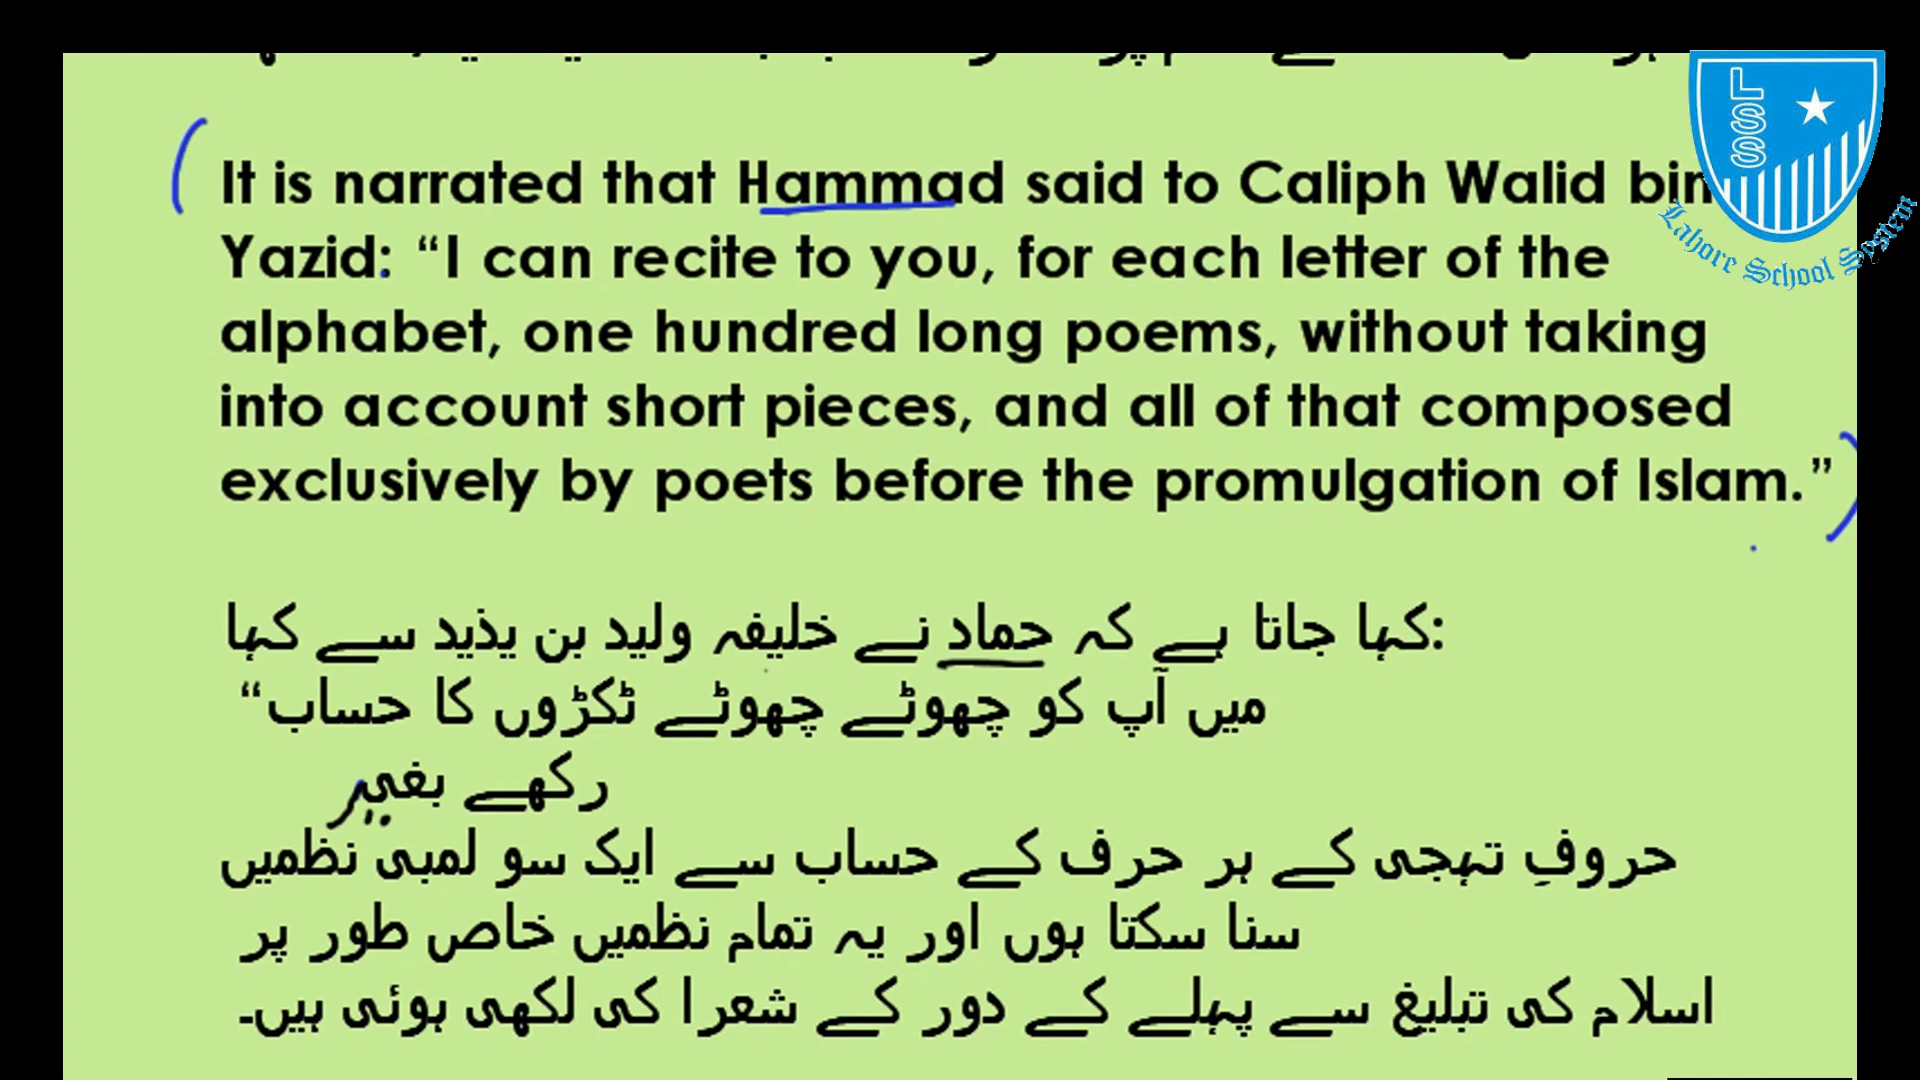 It is narrated that Hammad said to Caliph Walid bin
Yazid: “I can recite to you, for each letter of the
alphabet, one hundred long poems, without taking
into account short pieces, and all of that composed
exclusively by poets before the promulgation of Islam.”
کہا جاتا ہے کہ حماد نے خلیفہ ولید بن یذید سے کہا:
“میں آپ کو چھوٹے چھوٹے ٹکڑوں کا حساب
رکھے بغیر
حروفِ تہجی کے ہر حرف کے حساب سے ایک سو لمبی نظمیں
سنا سکتا ہوں اور یہ تمام نظمیں خاص طور پر
اسلام کی تبلیغ سے پہلے کے دور کے شعرا کی لکھی ہوئی ہیں۔
LSS
Lahore School System